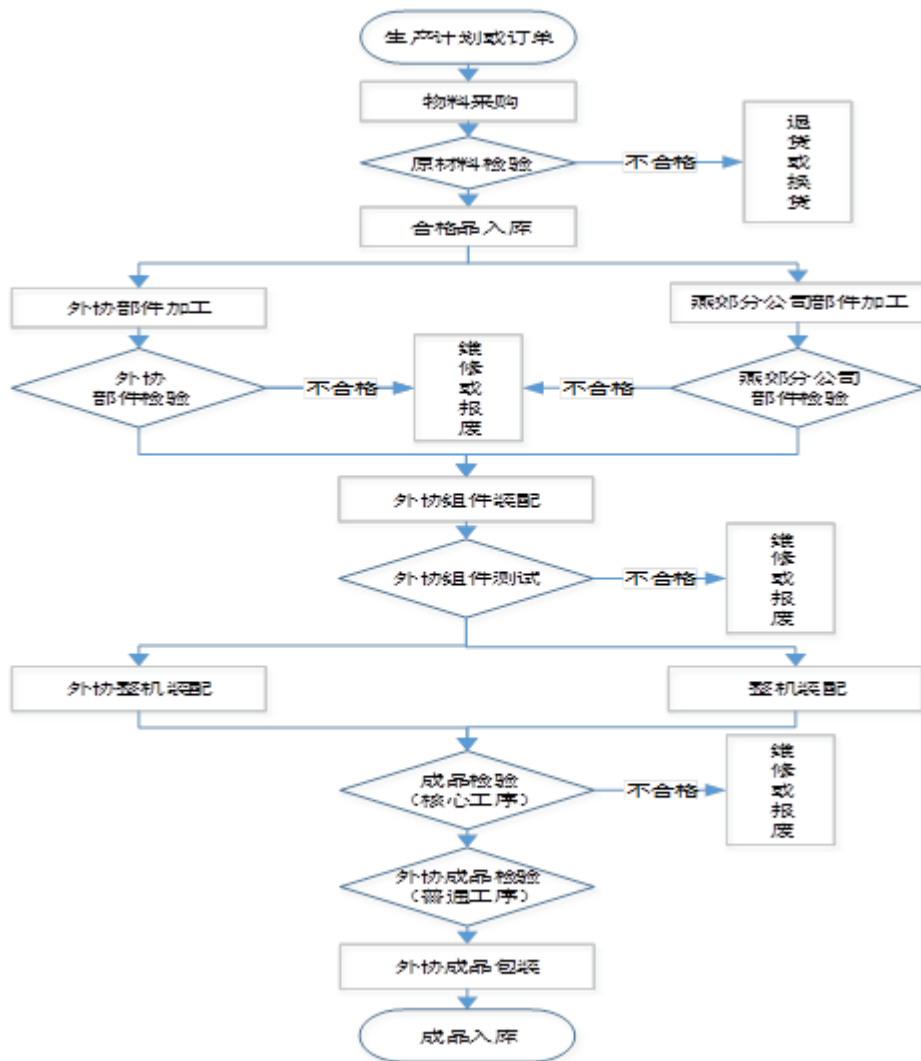 生产计划或订单
物料采购
原材料检验
不合格
退
货
或
换
货
合格品入库
外协部件加工
燕郊分公司部件加工
外协
部件检验
不合格
维
修
或
报
废
不合格
燕郊分公司
部件检验
外协组件装配
外协组件测试
不合格
维
修
或
报
废
外协整机装配
整机装配
成品检验
(核心工序)
不合格
维
修
或
报
废
外协成品检验
(普通工序)
外协成品包装
成品入库